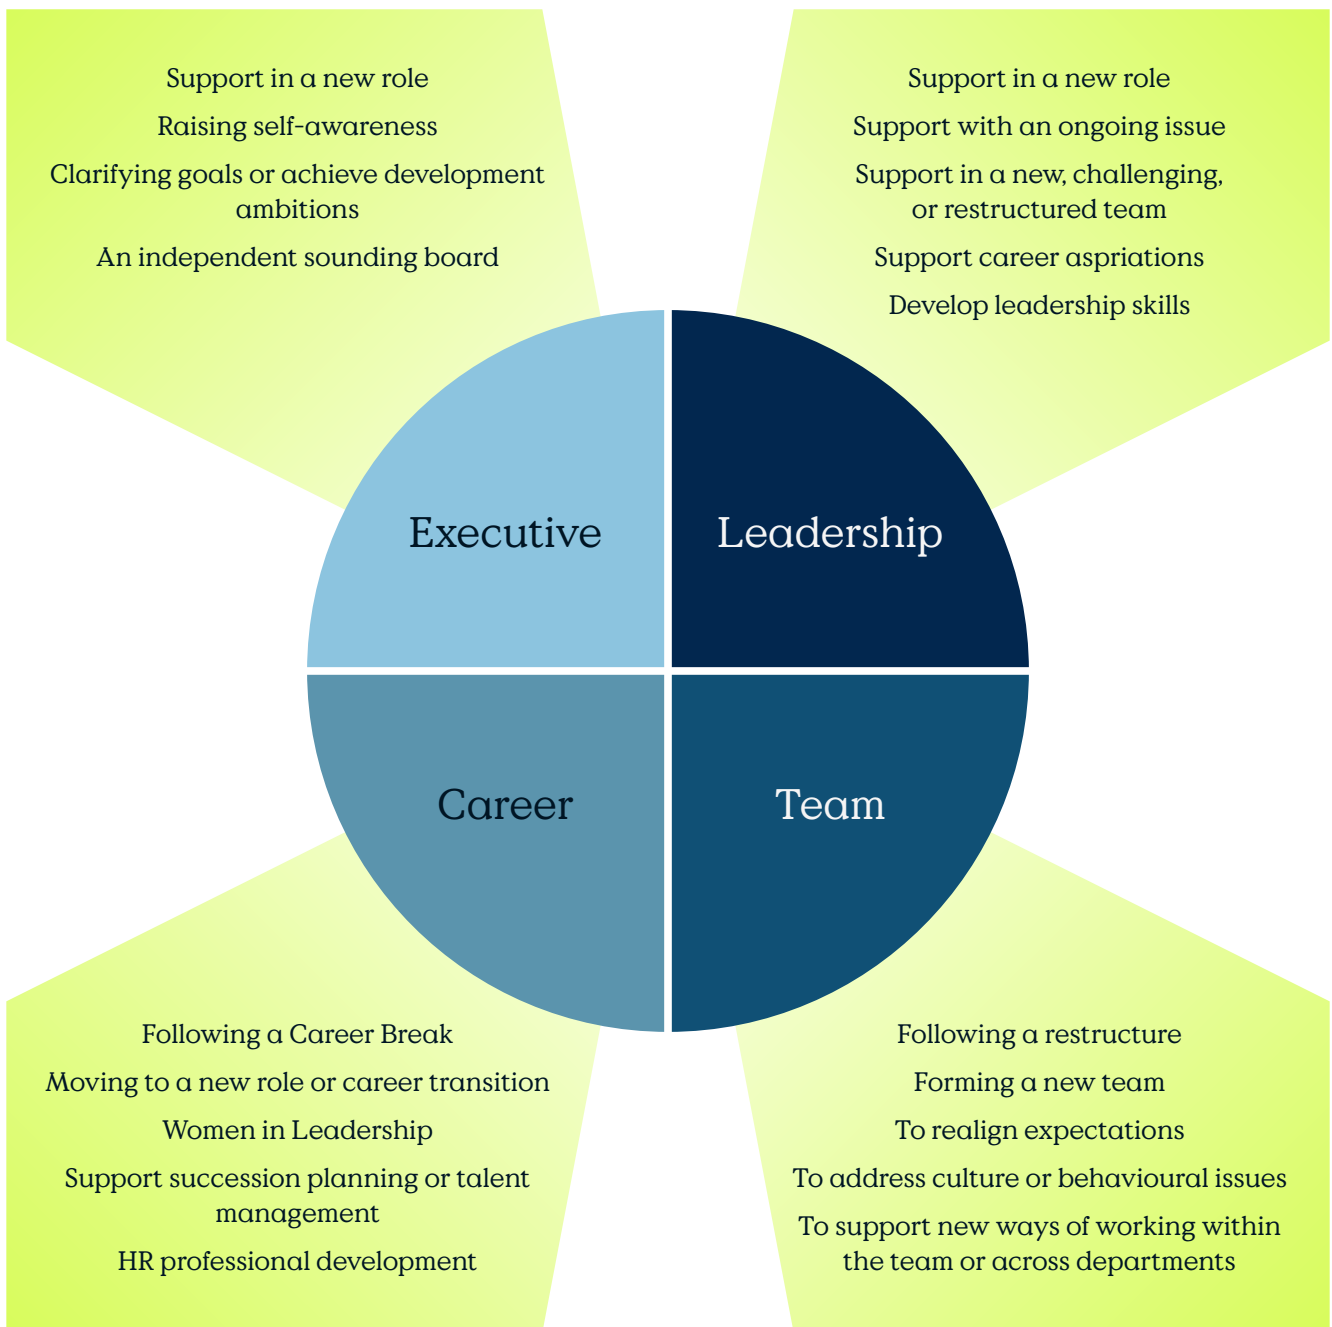 Support in a new role
Raising self-awareness
Clarifying goals or achieve development
ambitions
An independent sounding board
Support in a new role
Support with an ongoing issue
Support in a new, challenging,
or restructured team
Support career aspriations
Develop leadership skills
Executive
Leadership
Career
Team
Following a Career Break
Moving to a new role or career transition
Women in Leadership
Support succession planning or talent
management
HR professional development
Following a restructure
Forming a new team
To realign expectations
To address culture or behavioural issues
To support new ways of working within
the team or across departments